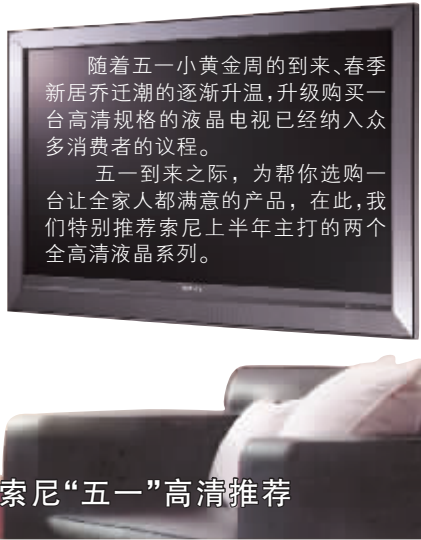 随着五一小黄金周的到来、春季
新居乔迁潮的逐渐升温,升级购买一
台高清规格的液晶电视已经纳入众
多消费者的议程。
五一到来之际，为帮你选购一
台让全家人都满意的产品，在此,我
们特别推荐索尼上半年主打的两个
全高清液晶系列。
索尼“五一”高清推荐